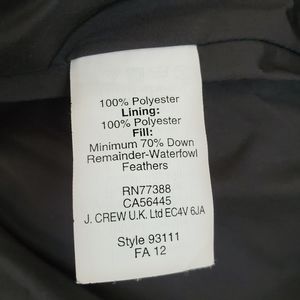 100% Polyester
Lining:
100% Polyester
Fill:
Minimum 70% Down
Remainder-Waterfowl
Feathers
RN77388
CA56445
J. CREW U.K. Ltd EC4V 6JA
Style 93111
FA 12